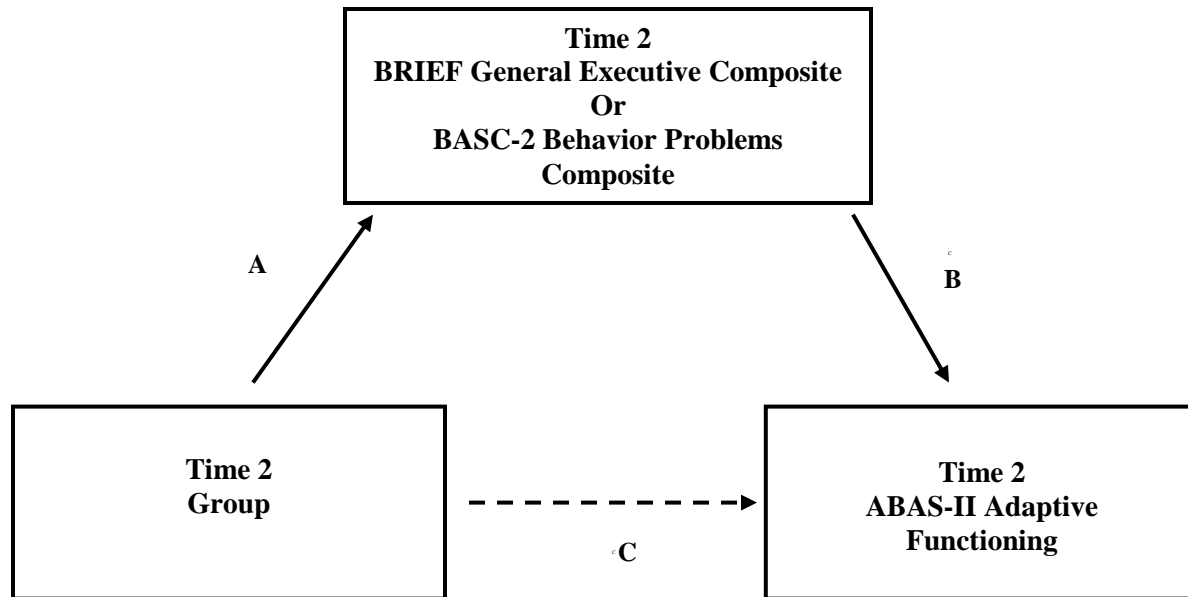 Time 2
BRIEF General Executive Composite
Or
BASC-2 Behavior Problems
Composite
A
c
B
Time 2
Group
Time 2
ABAS-II Adaptive
Functioning
c C